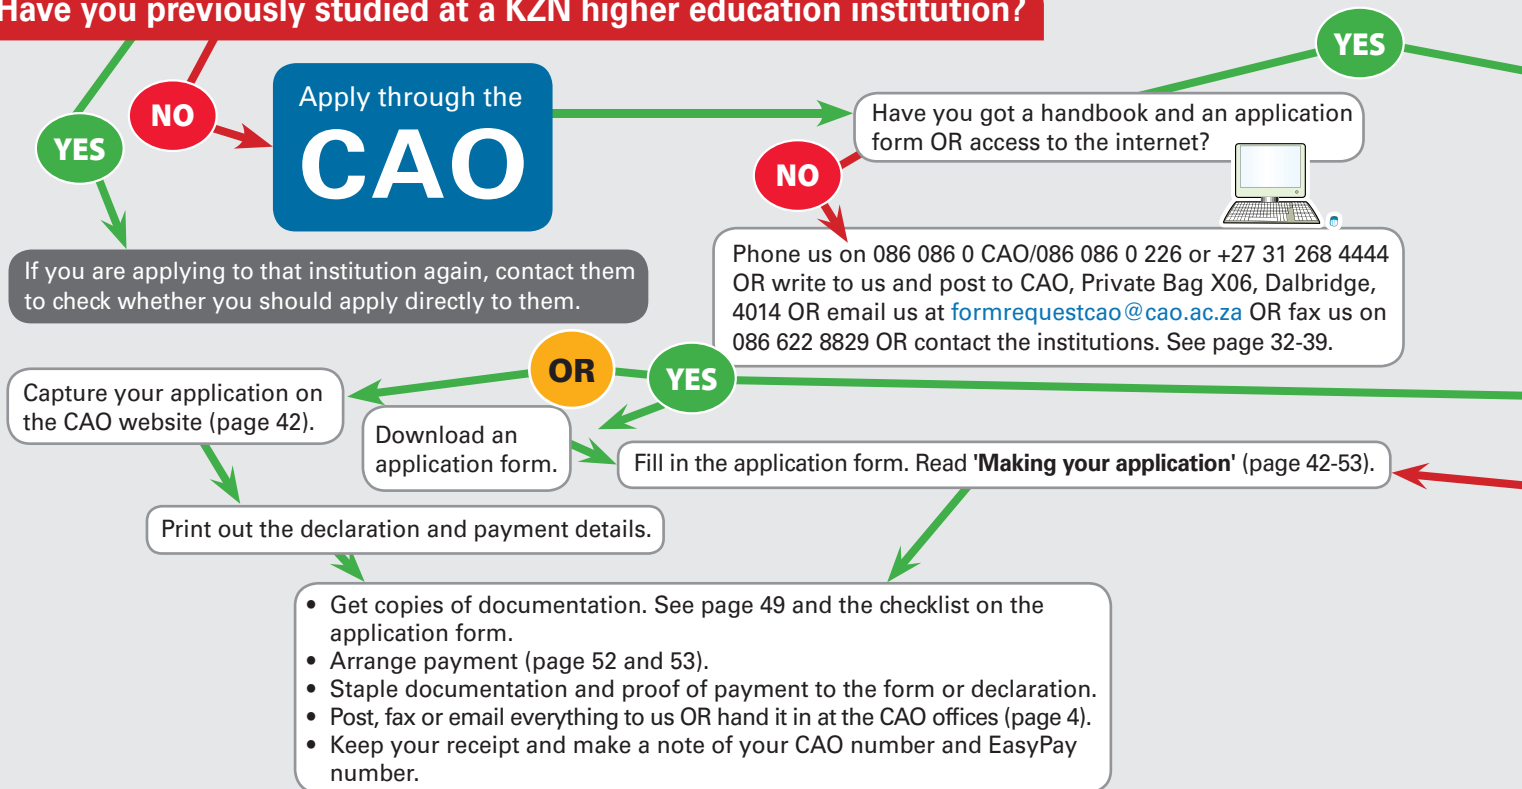 Have you previously studied at a KZN higher education institution?
YES
NO
YES
Apply through the
CAO
Have you got a handbook and an application
form OR access to the internet?
NO
If you are applying to that institution again, contact them
to check whether you should apply directly to them.
Phone us on 086 086 0 CAO/086 086 0 226 or +27 31 268 4444
OR write to us and post to CAO, Private Bag X06, Dalbridge,
4014 OR email us at formrequestcao@cao.ac.za OR fax us on
086 622 8829 OR contact the institutions. See page 32-39.
OR
YES
Capture your application on
the CAO website (page 42).
Download an
application form.
Fill in the application form. Read 'Making your application' (page 42-53).
Print out the declaration and payment details.
• Get copies of documentation. See page 49 and the checklist on the
application form.
• Arrange payment (page 52 and 53).
• Staple documentation and proof of payment to the form or declaration.
• Post, fax or email everything to us OR hand it in at the CAO offices (page 4).
• Keep your receipt and make a note of your CAO number and EasyPay
number.